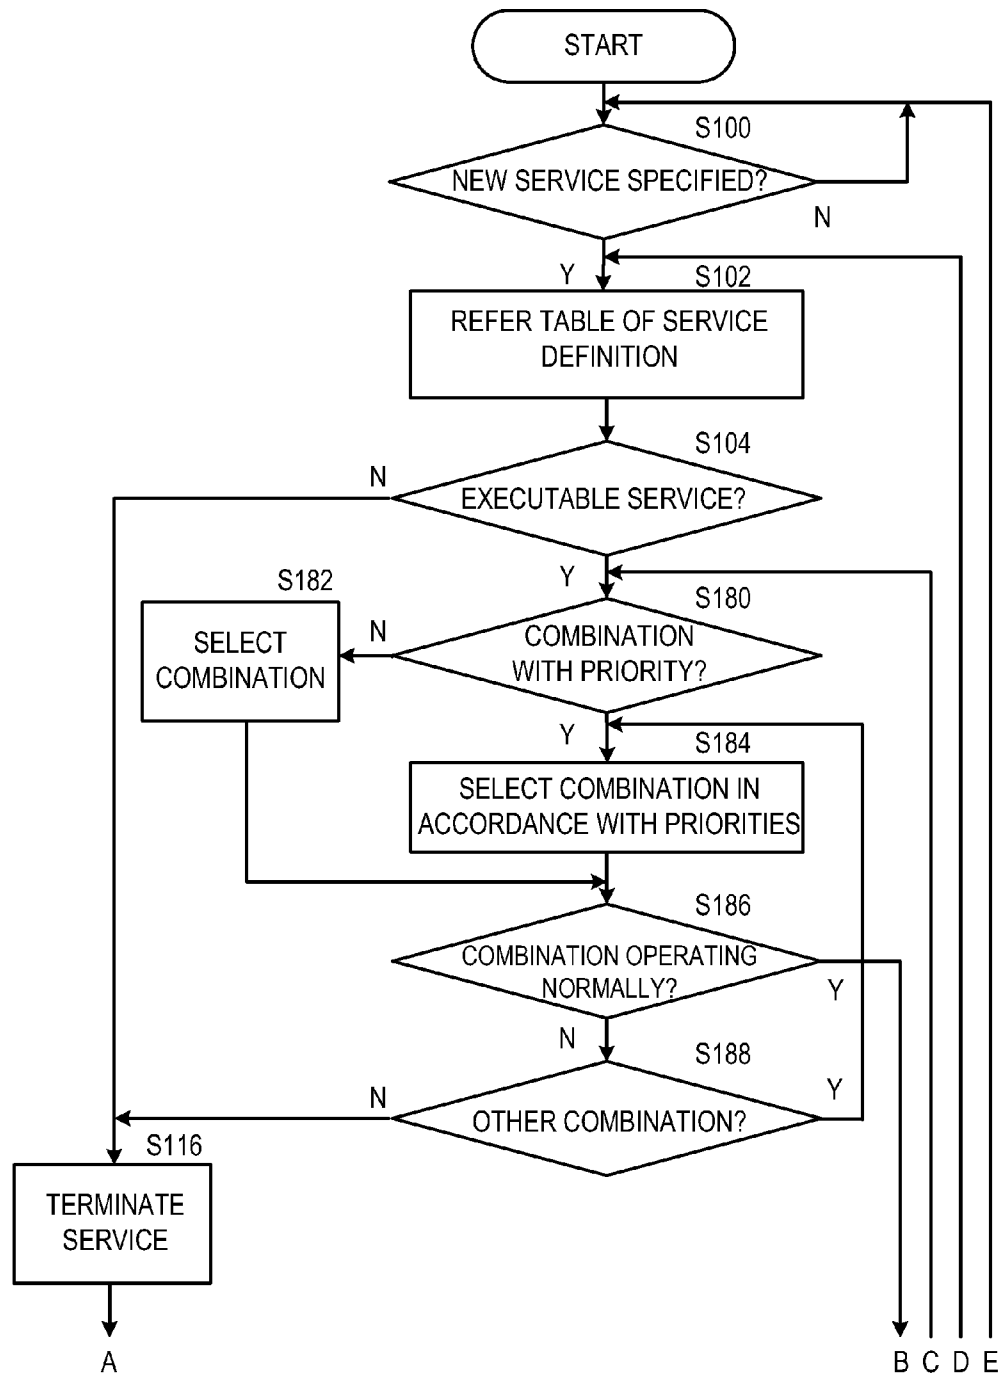 START
S100
NEW SERVICE SPECIFIED?
N
Y
S102
REFER TABLE OF SERVICE
DEFINITION
S104
N
EXECUTABLE SERVICE?
Y
S182
S180
SELECT
COMBINATION
N
COMBINATION
WITH PRIORITY?
Y
S184
SELECT COMBINATION IN
ACCORDANCE WITH PRIORITIES
S186
COMBINATION OPERATING
NORMALLY?
Y
N
S188
N
Y
OTHER COMBINATION?
S116
TERMINATE
SERVICE
A
B
C
D
E